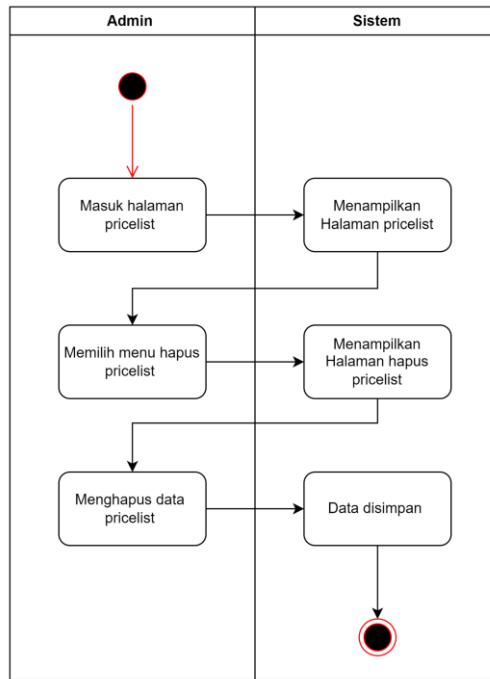 Admin
Sistem
Masuk halaman
pricelist
Menampilkan
Halaman pricelist
Memilih menu hapus
pricelist
Menampilkan
Halaman hapus
pricelist
Menghapus data
pricelist
Data disimpan